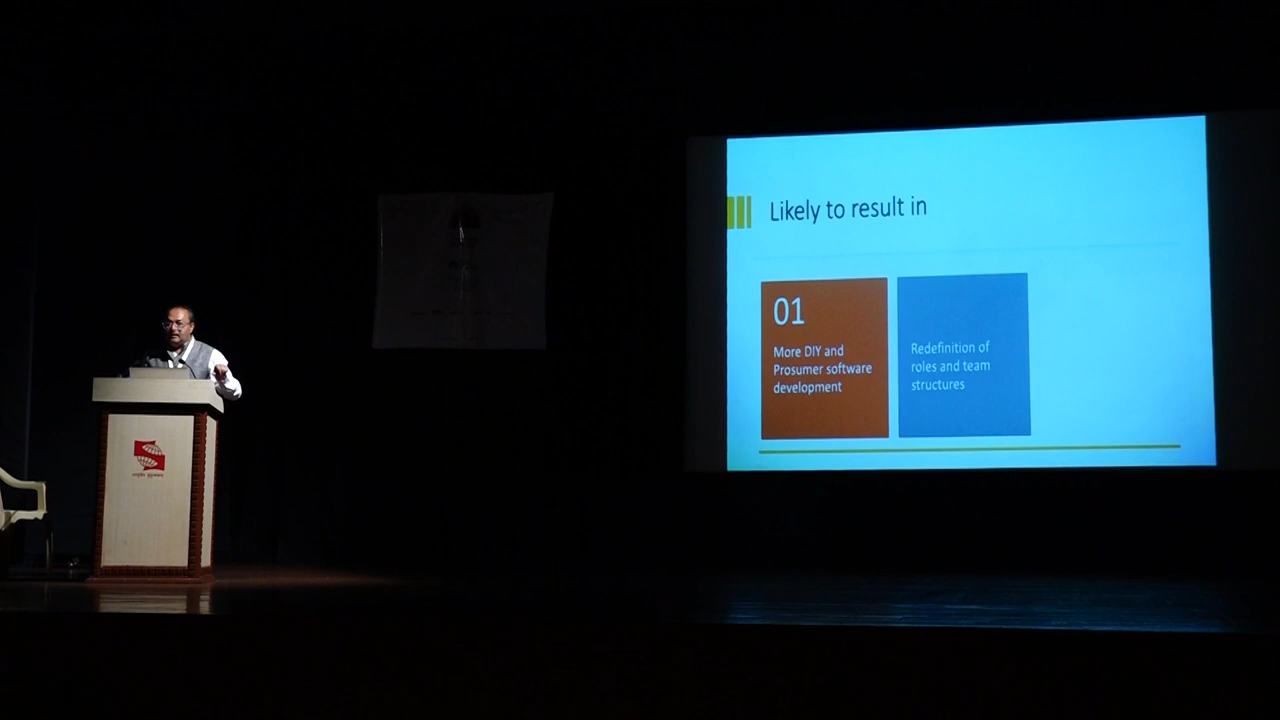 Likely to result in
01
More DIY and
Prosumer software
development
Redefinition of
roles and team
structures